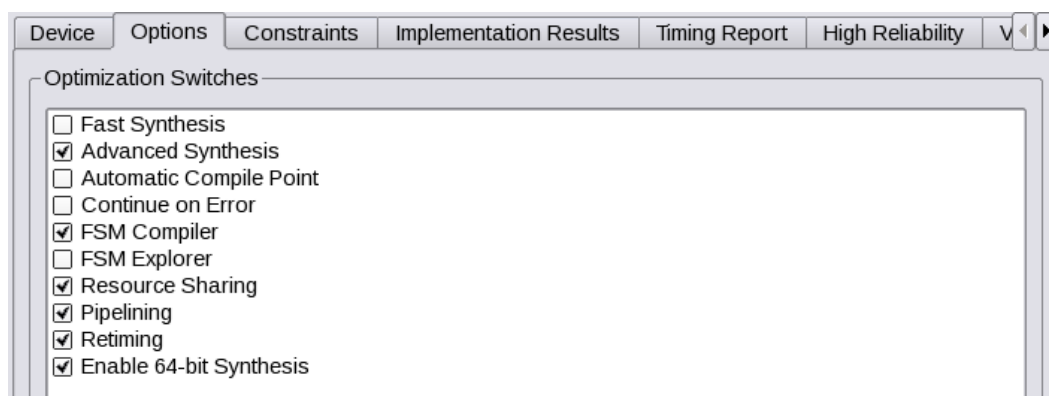 Device Options Constraints Implementation Results Timing Report High Reliability
Optimization Switches
Fast Synthesis
Advanced Synthesis
Automatic Compile Point
Continue on Error
FSM Compiler
FSM Explorer
Resource Sharing
Pipelining
Retiming
Enable 64-bit Synthesis